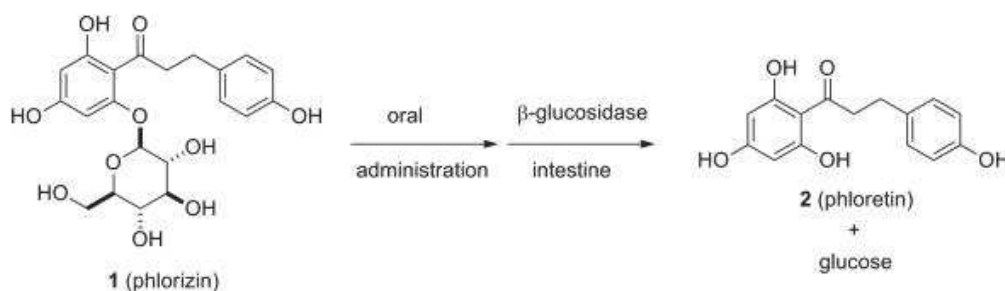 OH
O
HO
O
OH
O
OH
HO
OH
OH
1 (phlorizin)
oral
administration
β-glucosidase
intestine
OH
O
HO
OH
OH
2 (phloretin)
+
glucose